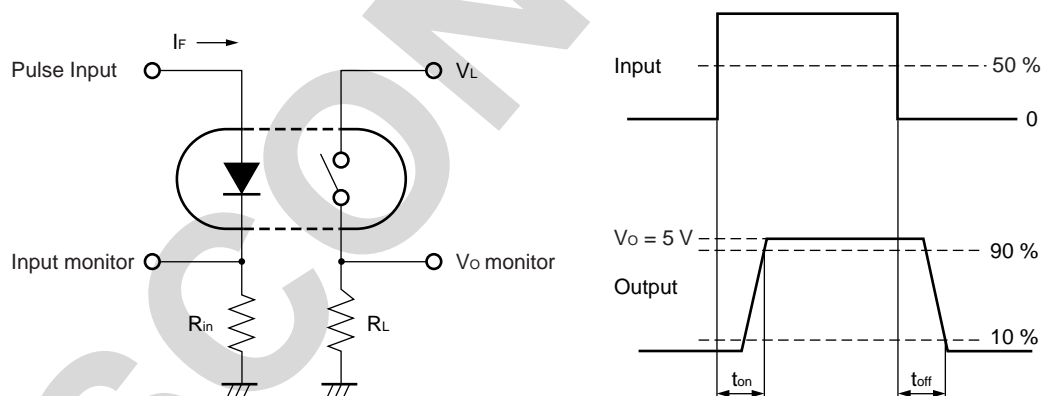 IF
Pulse Input
VL
Input monitor
VO monitor
Rin
RL
Input
50 %
0
VO = 5 V
90 %
Output
10 %
ton
toff